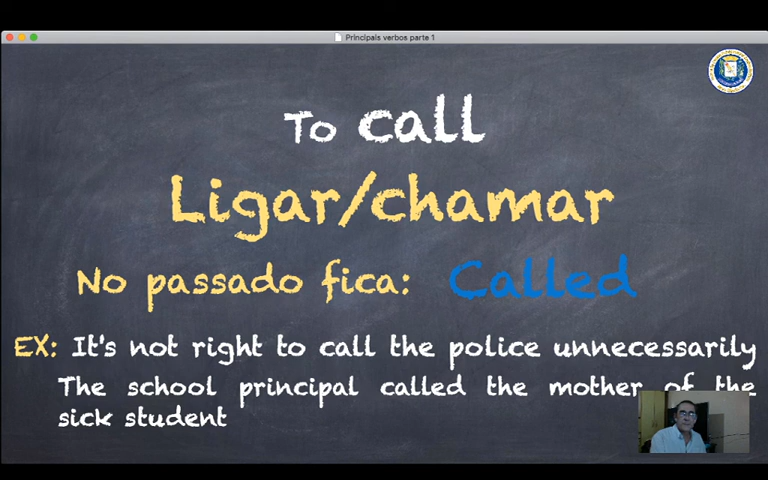 Principais verbos parte 1
To call
Ligar/chamar
No passado fica: Called
EX: It's not right to call the police unnecessarily
The school principal called the mother of the
sick student